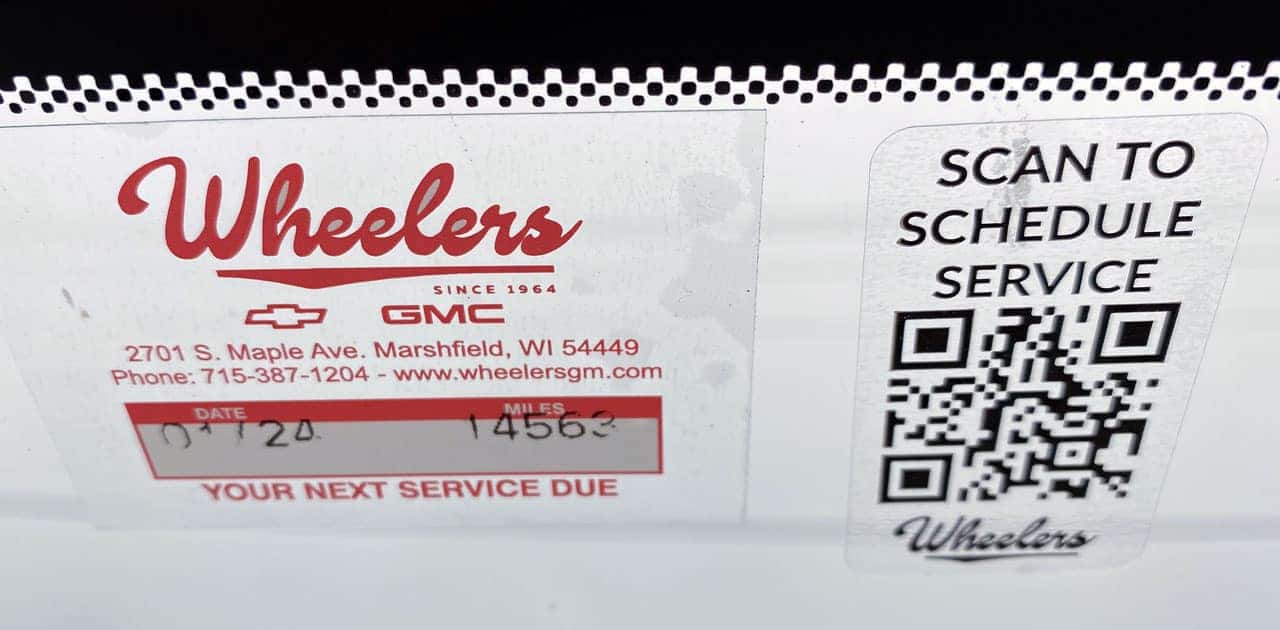 Wheelers
SINCE 1964
GMC
2701 S. Maple Ave. Marshfield, WI 54449
Phone: 715-387-1204 - www.wheelersgm.com
DATE MILES
YOUR NEXT SERVICE DUE
SCAN TO
SCHEDULE
SERVICE
Wheelers